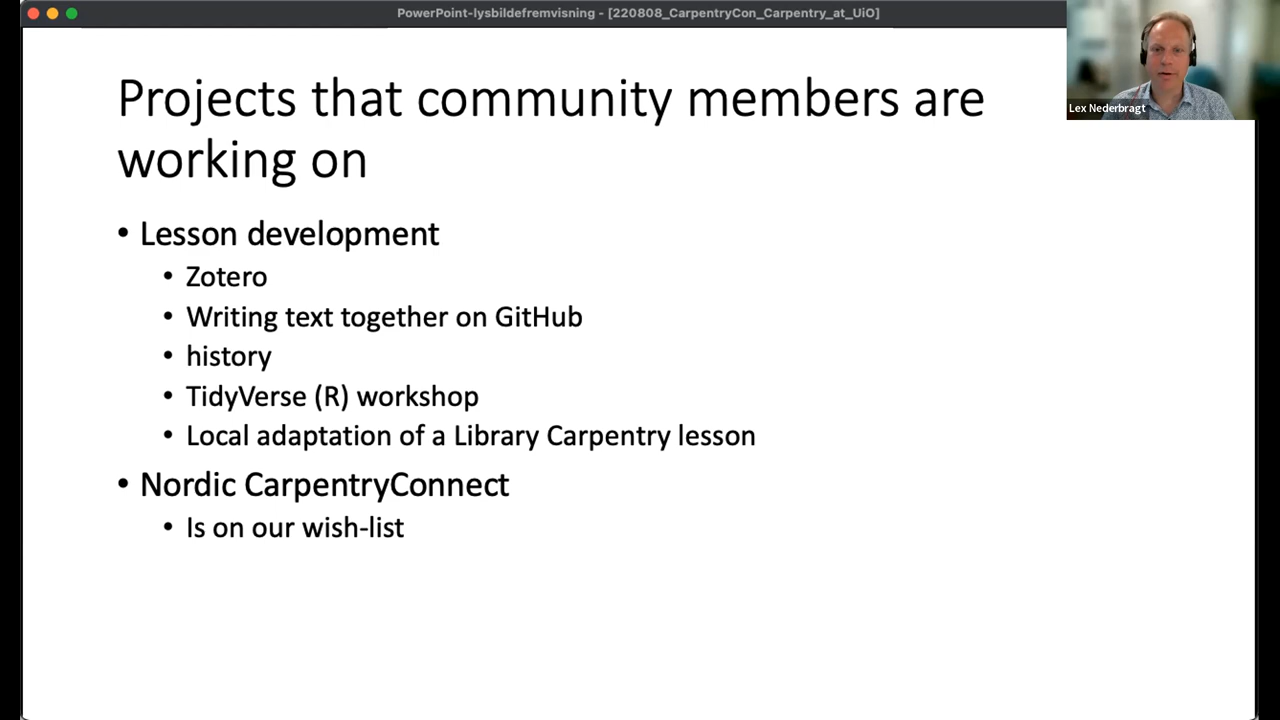 PowerPoint-lysbildefremvisning - [220808_CarpentryCon_Carpentry_at_UiO]
Lex Nederbragt
Projects that community members are
working on
• Lesson development
• Zotero
• Writing text together on GitHub
• history
• TidyVerse (R) workshop
• Local adaptation of a Library Carpentry lesson
• Nordic CarpentryConnect
• Is on our wish-list